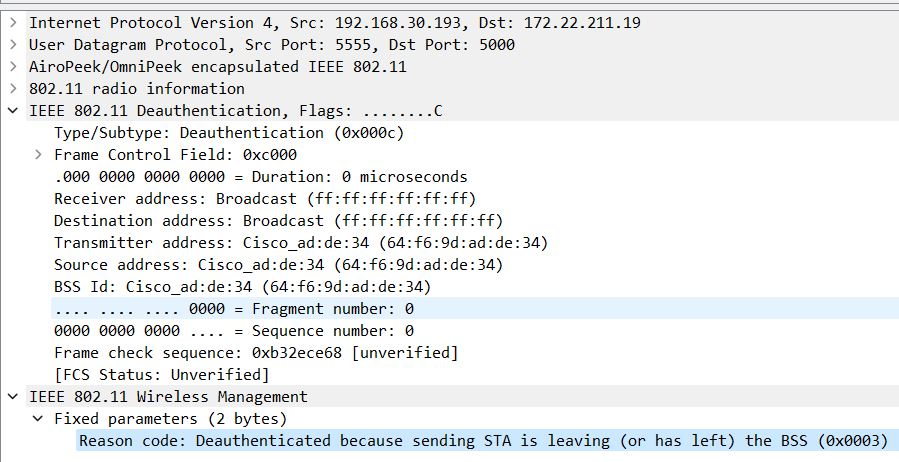 Internet Protocol Version 4, Src: 192.168.30.193, Dst: 172.22.211.19
User Datagram Protocol, Src Port: 5555, Dst Port: 5000
AiroPeek/OmniPeek encapsulated IEEE 802.11
802.11 radio information
IEEE 802.11 Deauthentication, Flags: ........C
Type/Subtype: Deauthentication (0x000c)
Frame Control Field: 0xc000
.000 0000 0000 0000 = Duration: 0 microseconds
Receiver address: Broadcast (ff:ff:ff:ff:ff:ff)
Destination address: Broadcast (ff:ff:ff:ff:ff:ff)
Transmitter address: Cisco_ad:de:34 (64:f6:9d:ad:de:34)
Source address: Cisco_ad:de:34 (64:f6:9d:ad:de:34)
BSS Id: Cisco_ad:de:34 (64:f6:9d:ad:de:34)
.... .... .... 0000 = Fragment number: 0
0000 0000 0000 .... = Sequence number: 0
Frame check sequence: 0xb32ece68 [unverified]
[FCS Status: Unverified]
IEEE 802.11 Wireless Management
Fixed parameters (2 bytes)
Reason code: Deauthenticated because sending STA is leaving (or has left) the BSS (0x0003)